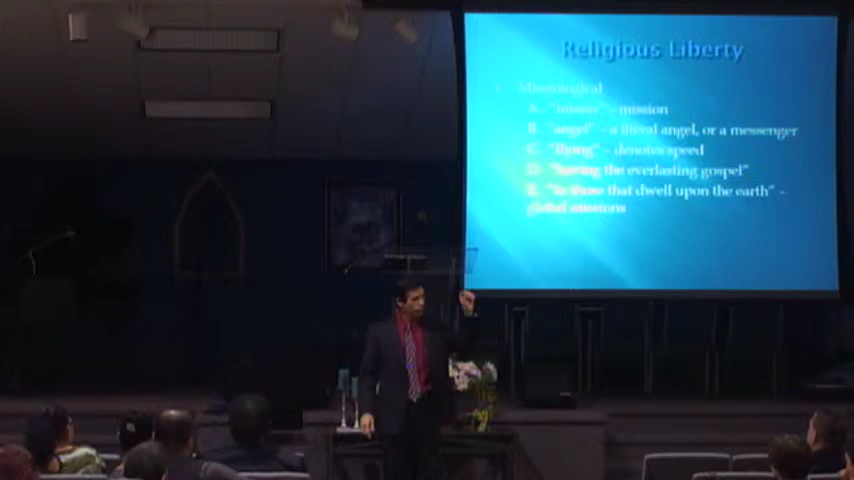 Religious Liberty
Missiological
A. "mission" – mission
B. "angel" – a literal angel, or a messenger
C. "flying" – denotes speed
D. "having the everlasting gospel"
E. "to those that dwell upon the earth" –
global missions